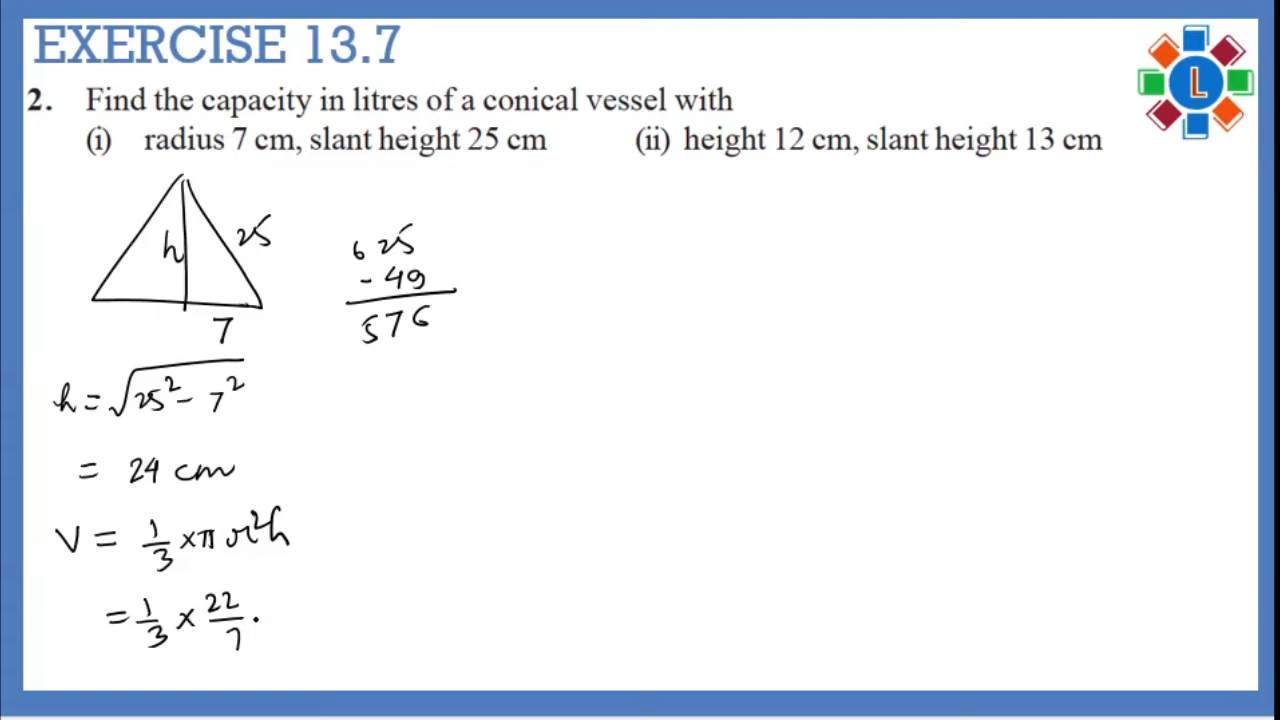 EXERCISE 13.7
L
2. Find the capacity in litres of a conical vessel with
(i) radius 7 cm, slant height 25 cm (ii) height 12 cm, slant height 13 cm
h 25
7
625
- 49
576
h = √25² - 7²
= 24 cm
V = 1/3 × π r²h
= 1/3 × 22/7 .